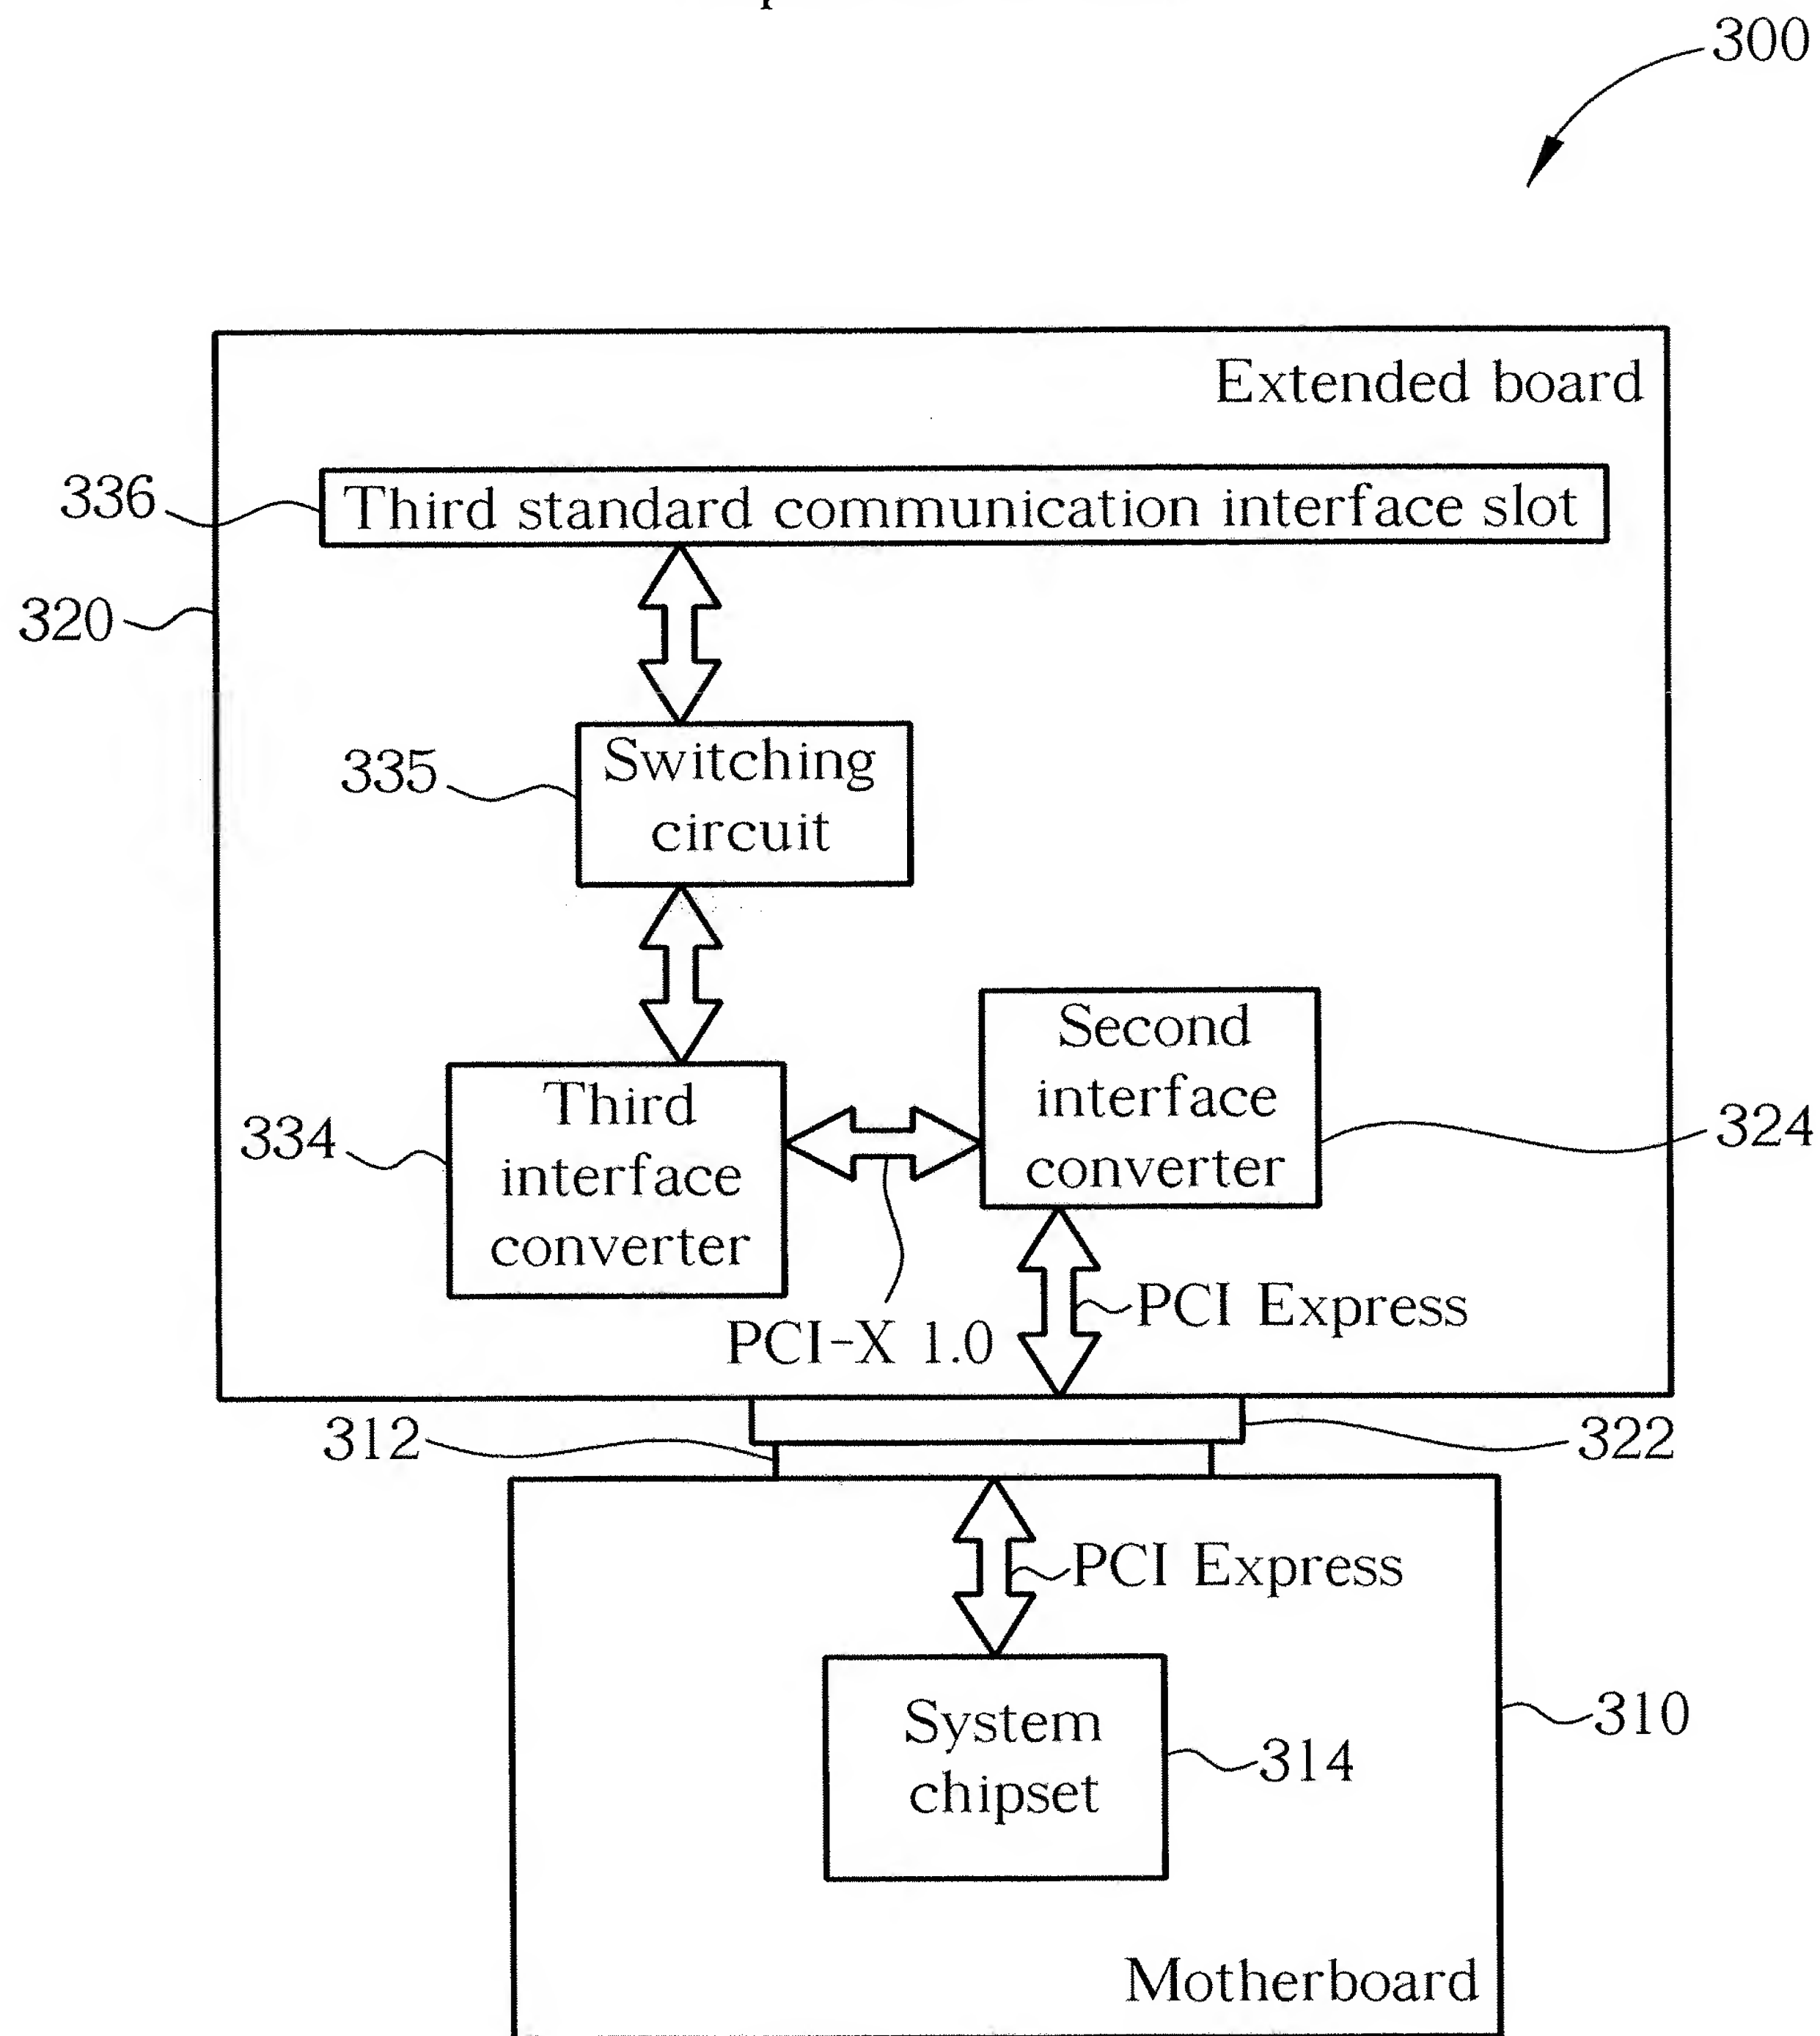 300
Extended board
336
Third standard communication interface slot
320
335
Switching
circuit
Second
interface
converter
324
Third
interface
converter
334
PCI Express
PCI-X 1.0
312
322
PCI Express
System
chipset
310
314
Motherboard